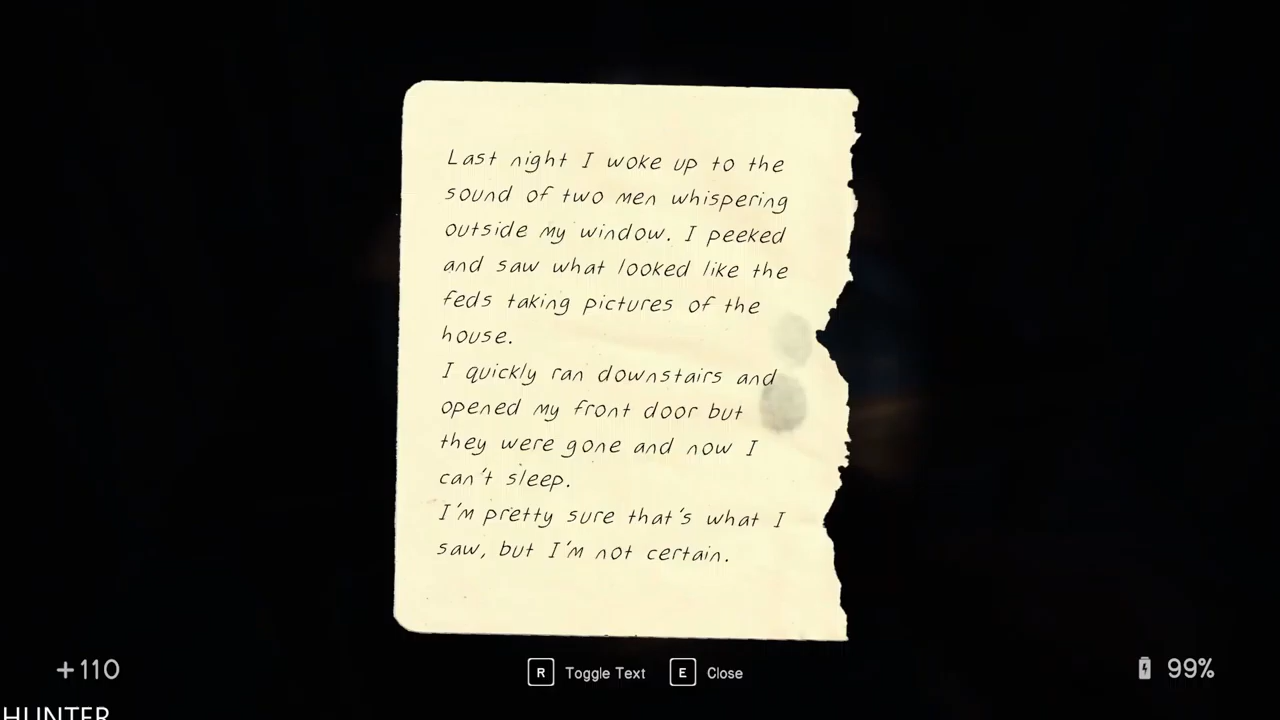 Last night I woke up to the
sound of two men whispering
outside my window. I peeked
and saw what looked like the
feds taking pictures of the
house.
I quickly ran downstairs and
opened my front door but
they were gone and now I
can't sleep.
I'm pretty sure that's what I
saw, but I'm not certain.
+110
R Toggle Text E Close
99%
HUNTER